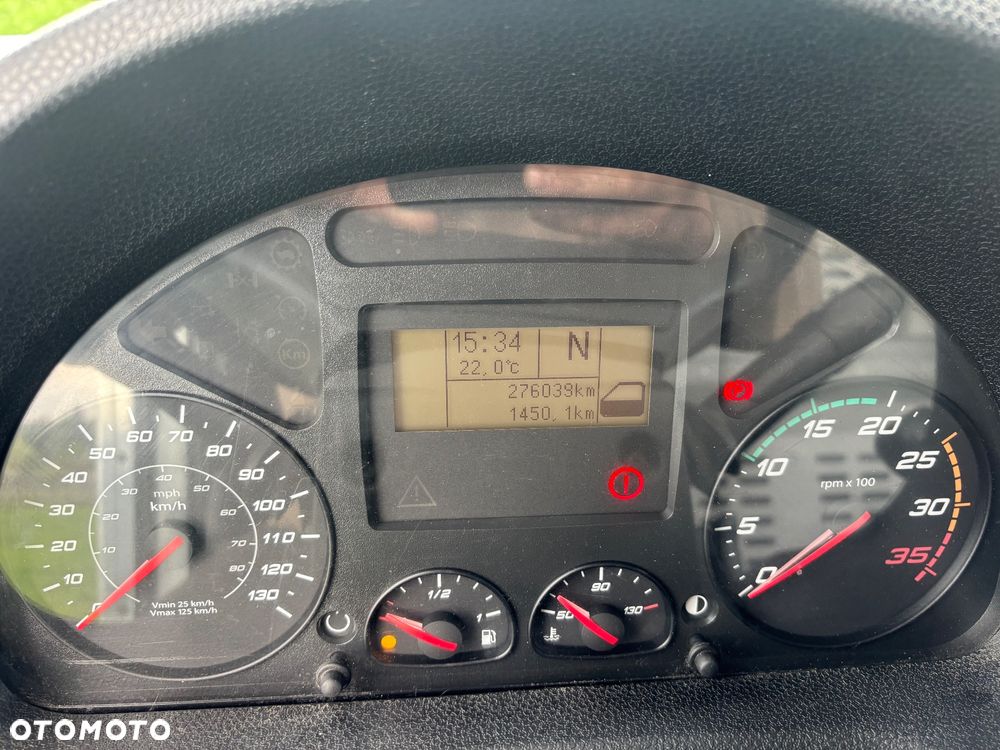 15:34
N
22,0°c
276039km
1450,1km
Km
0 10 20 30 40 50 60 70 80 90 100 110 120 130
10 20 30 40 50 60 70 80
mph
km/h
Vmin 25 km/h
Vmax 125 km/h
1/2
1
50 90 130
0 5 10 15 20 25 30 35
rpm x 100
OTOMOTO